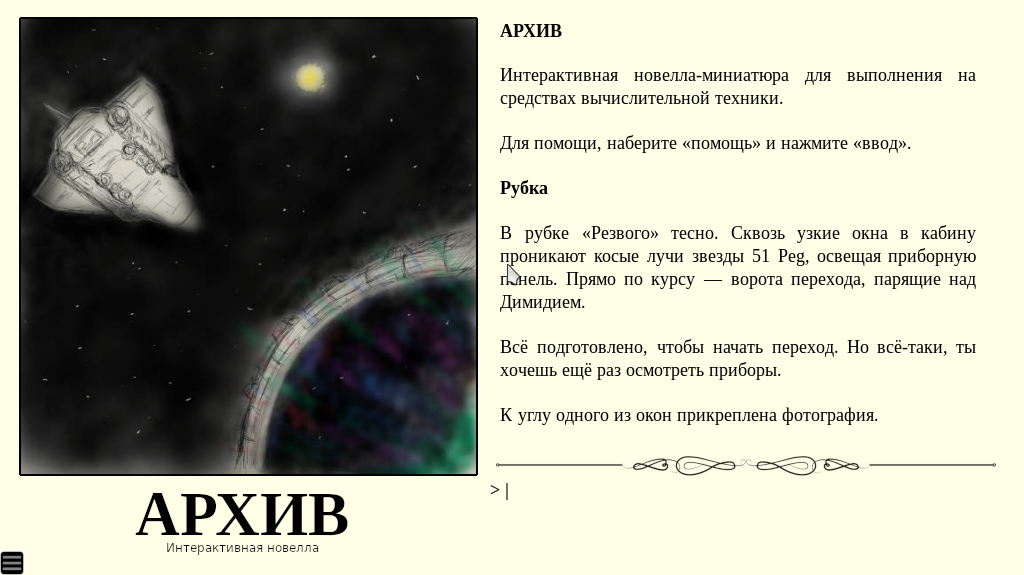 АРХИВ
Интерактивная новелла-миниатюра для выполнения на
средствах вычислительной техники.
Для помощи, наберите «помощь» и нажмите «ввод».
Рубка
В рубке «Резвого» тесно. Сквозь узкие окна в кабину
проникают косые лучи звезды 51 Peg, освещая приборную
панель. Прямо по курсу — ворота перехода, парящие над
Димидием.
Всё подготовлено, чтобы начать переход. Но всё-таки, ты
хочешь ещё раз осмотреть приборы.
К углу одного из окон прикреплена фотография.
> |
АРХИВ
Интерактивная новелла